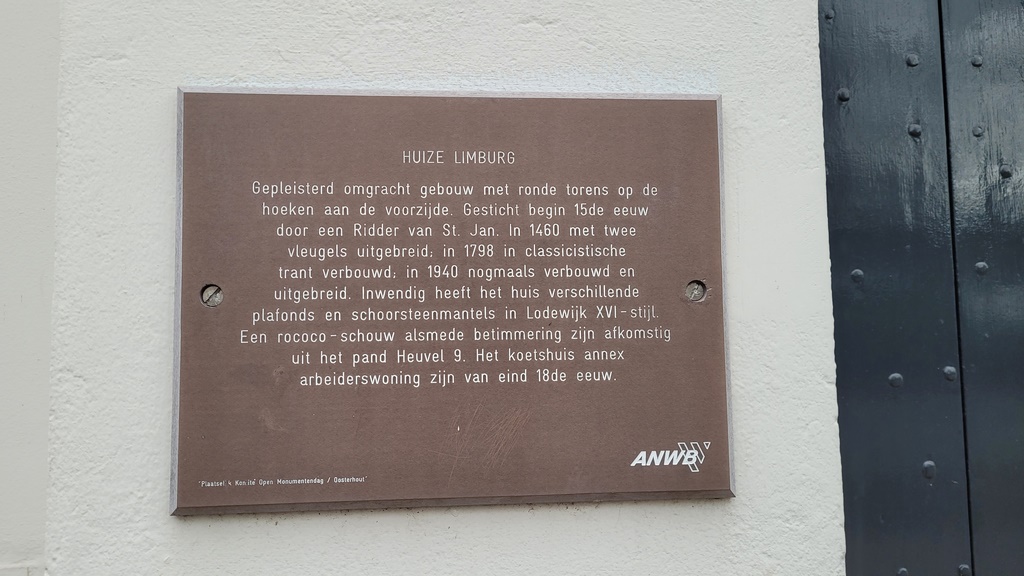 HUIZE LIMBURG
Gepleisterd omgracht gebouw met ronde torens op de
hoeken aan de voorzijde. Gesticht begin 15de eeuw
door een Ridder van St. Jan. In 1460 met twee
vleugels uitgebreid; in 1798 in classicistische
trant verbouwd; in 1940 nogmaals verbouwd en
uitgebreid. Inwendig heeft het huis verschillende
plafonds en schoorsteenmantels in Lodewijk XVI-stijl.
Een rococo-schouw alsmede betimmering zijn afkomstig
uit het pand Heuvel 9. Het koetshuis annex
arbeiderswoning zijn van eind 18de eeuw.
ANWB
Open Monumentendag / Oosterhout"